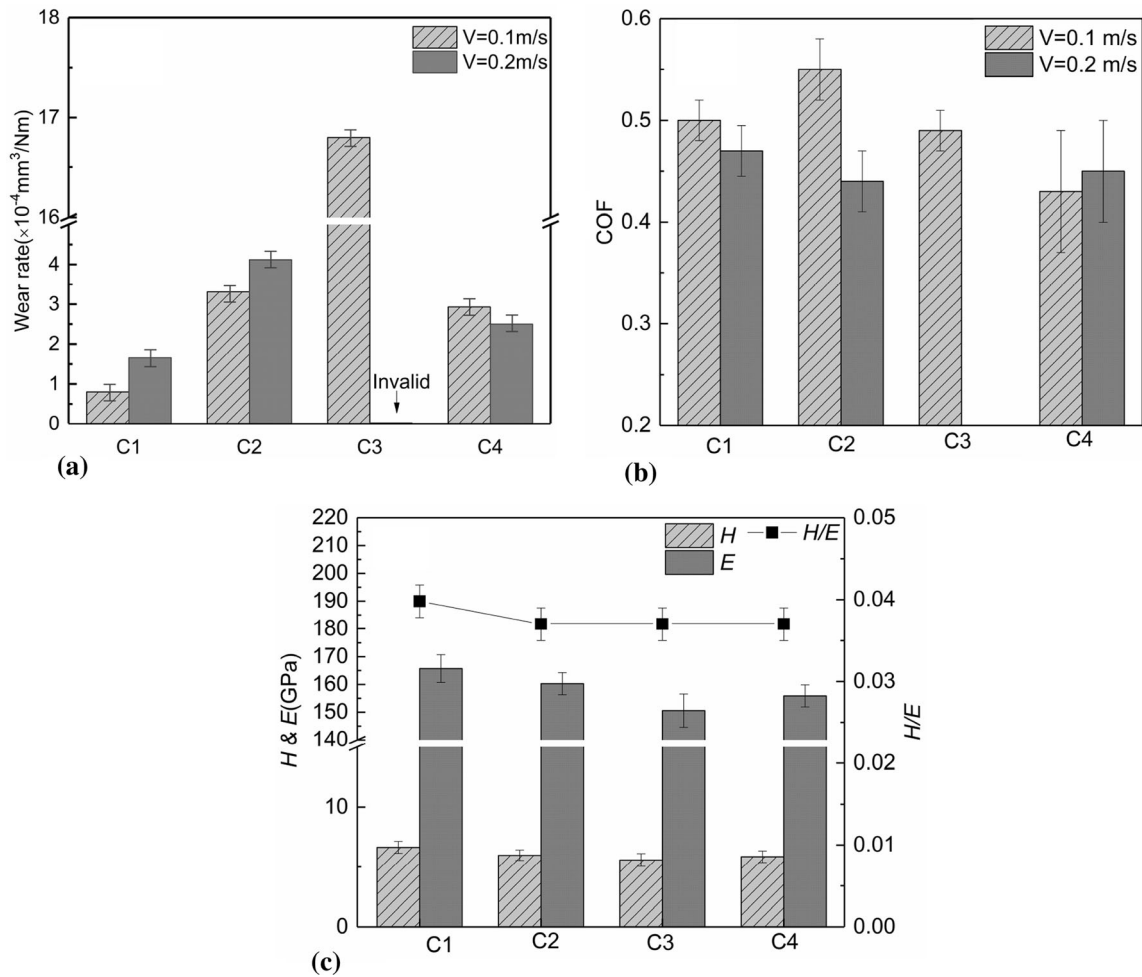 18
17
16
4
3
2
1
0
Wear rate(×10⁻⁴mm³/Nm)
V=0.1m/s
V=0.2m/s
Invalid
C1 C2 C3 C4
(a)
0.6
0.5
0.4
0.3
0.2
COF
V=0.1 m/s
V=0.2 m/s
C1 C2 C3 C4
(b)
220
210
200
190
180
170
160
150
140
10
0
H & E(GPa)
H H/E
E
0.05
0.04
0.03
0.02
0.01
0.00
H/E
C1 C2 C3 C4
(c)